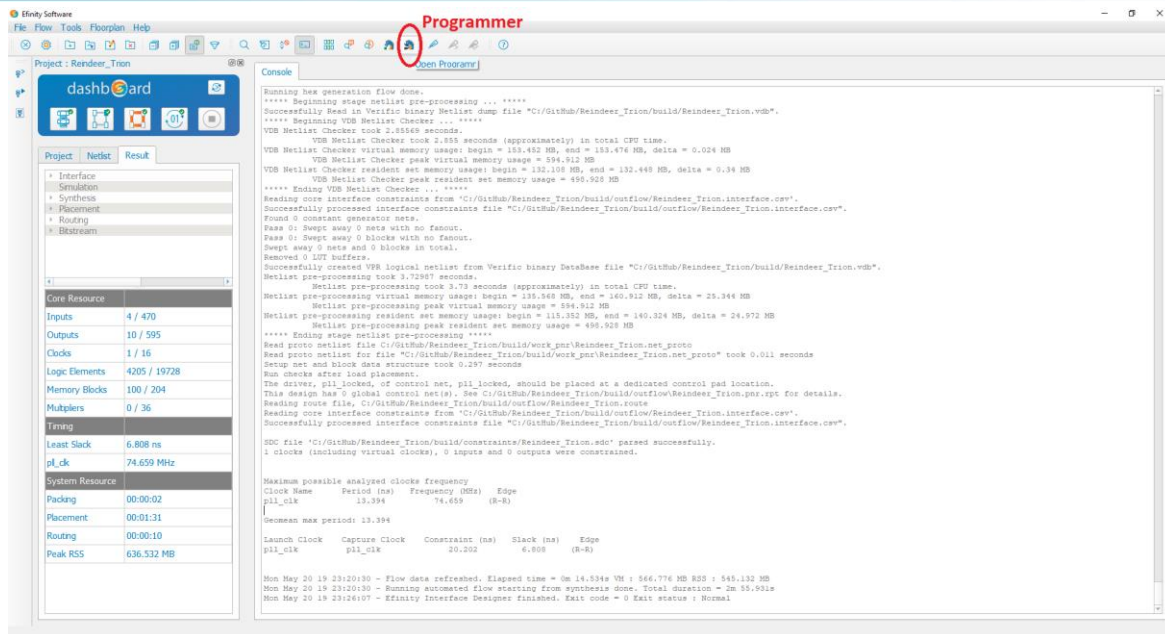 Efinity Software
Programmer
File Flow Tools Floorplan Help
Open Programr
Project : Reindeer_Trion
dashboard
Project Netlist Result
Interface
Simulation
Synthesis
Placement
Routing
Bitstream
Core Resource
Inputs 4 / 470
Outputs 10 / 595
Clocks 1 / 16
Logic Elements 4205 / 19728
Memory Blocks 100 / 204
Multipliers 0 / 36
Timing
Least Slack 6.808 ns
pll_clk 74.659 MHz
System Resource
Packing 00:00:02
Placement 00:01:31
Routing 00:00:10
Peak RSS 636.532 MB
Console
Running hex generation flow done.
***** Beginning stage netlist pre-processing ... *****
Successfully Read in Verific binary Netlist dump file "C:/GitHub/Reindeer_Trion/build/Reindeer_Trion.vdb".
***** Beginning VDB Netlist Checker ... *****
VDB Netlist Checker took 2.85569 seconds.
VDB Netlist Checker took 2.855 seconds (approximately) in total CPU time.
VDB Netlist Checker virtual memory usage: begin = 153.452 MB, end = 153.476 MB, delta = 0.024 MB
VDB Netlist Checker peak virtual memory usage = 594.912 MB
VDB Netlist Checker resident set memory usage: begin = 132.108 MB, end = 132.448 MB, delta = 0.34 MB
VDB Netlist Checker peak resident set memory usage = 498.928 MB
***** Ending VDB Netlist Checker ... *****
Reading core interface constraints from 'C:/GitHub/Reindeer_Trion/build/outflow/Reindeer_Trion.interface.csv'.
Successfully processed interface constraints file "C:/GitHub/Reindeer_Trion/build/outflow/Reindeer_Trion.interface.csv".
Found 0 constant generator nets.
Pass 0: Swept away 0 nets with no fanout.
Pass 0: Swept away 0 blocks with no fanout.
Swept away 0 nets and 0 blocks in total.
Removed 0 LUT buffers.
Successfully created VPR logical netlist from Verific binary DataBase file "C:/GitHub/Reindeer_Trion/build/Reindeer_Trion.vdb".
Netlist pre-processing took 3.72987 seconds.
Netlist pre-processing took 3.73 seconds (approximately) in total CPU time.
Netlist pre-processing virtual memory usage: begin = 135.568 MB, end = 160.912 MB, delta = 25.344 MB
Netlist pre-processing peak virtual memory usage = 594.912 MB
Netlist pre-processing resident set memory usage: begin = 115.352 MB, end = 140.324 MB, delta = 24.972 MB
Netlist pre-processing peak resident set memory usage = 498.928 MB
***** Ending stage netlist pre-processing *****
Read proto netlist file C:/GitHub/Reindeer_Trion/build/work_pnr\Reindeer_Trion.net_proto
Read proto netlist for file "C:/GitHub/Reindeer_Trion/build/work_pnr\Reindeer_Trion.net_proto" took 0.011 seconds
Setup net and block data structure took 0.297 seconds
Run checks after load placement.
The driver, pll_locked, of control net, pll_locked, should be placed at a dedicated control pad location.
This design has 0 global control net(s). See C:/GitHub/Reindeer_Trion/build/outflow\Reindeer_Trion.pnr.rpt for details.
Reading route file, C:/GitHub/Reindeer_Trion/build/outflow/Reindeer_Trion.route
Reading core interface constraints from 'C:/GitHub/Reindeer_Trion/build/outflow/Reindeer_Trion.interface.csv'.
Successfully processed interface constraints file "C:/GitHub/Reindeer_Trion/build/outflow/Reindeer_Trion.interface.csv".
SDC file 'C:/GitHub/Reindeer_Trion/build/constraints/Reindeer_Trion.sdc' parsed successfully.
1 clocks (including virtual clocks), 0 inputs and 0 outputs were constrained.
Maximum possible analyzed clocks frequency
Clock Name Period (ns) Frequency (MHz) Edge
pll_clk 13.394 74.659 (R-R)
Geomean max period: 13.394
Launch Clock Capture Clock Constraint (ns) Slack (ns) Edge
pll_clk pll_clk 20.202 6.808 (R-R)
Mon May 20 19 23:20:30 - Flow data refreshed. Elapsed time = 0m 14.534s VM : 566.776 MB RSS : 545.132 MB
Mon May 20 19 23:20:30 - Running automated flow starting from synthesis done. Total duration = 2m 55.931s
Mon May 20 19 23:26:07 - Efinity Interface Designer finished. Exit code = 0 Exit status : Normal